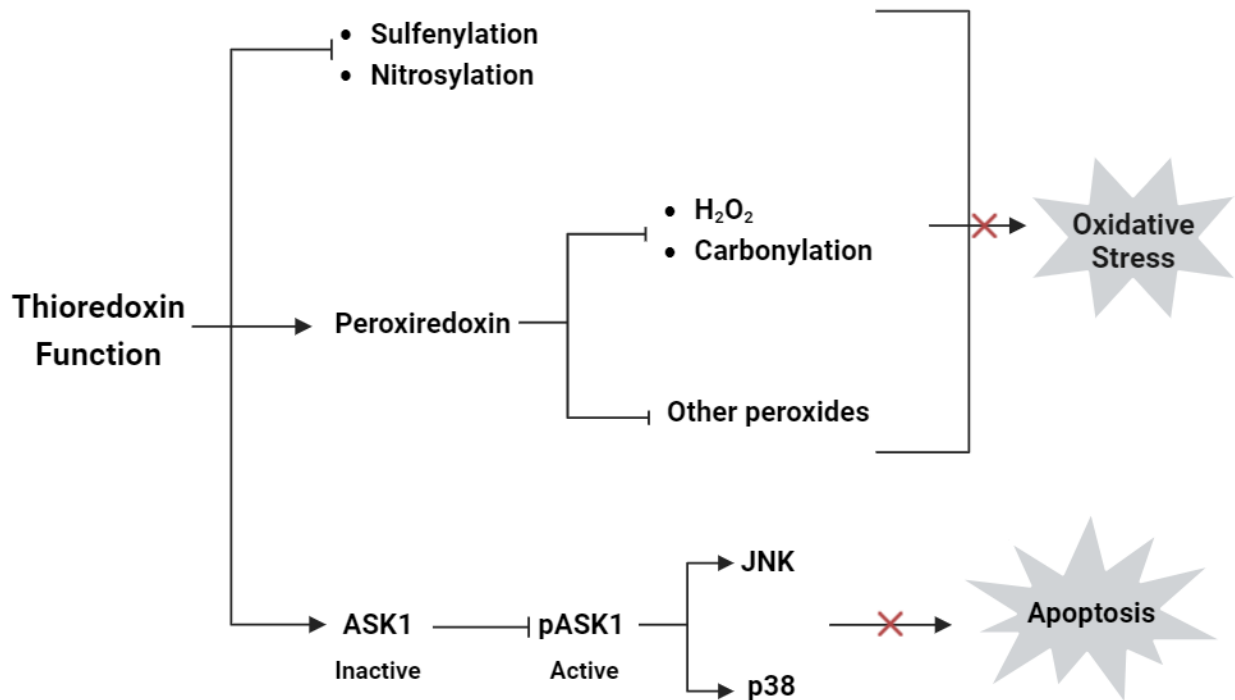 • Sulfenylation
• Nitrosylation
• H₂O₂
• Carbonylation
Oxidative
Stress
Thioredoxin
Function
Peroxiredoxin
Other peroxides
JNK
ASK1
pASK1
Apoptosis
Inactive
Active
p38